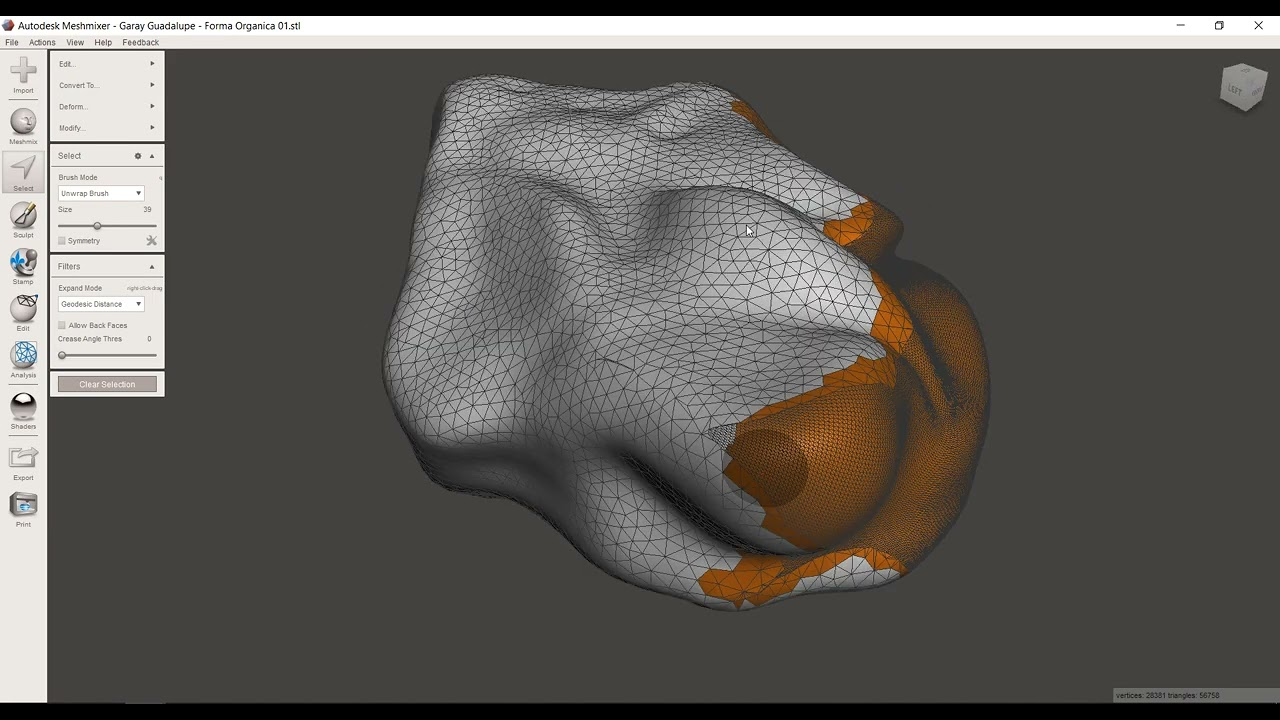 Autodesk Meshmixer - Garay Guadalupe - Forma Organica 01.stl
File Actions View Help Feedback
Import
Meshmix
Select
Sculpt
Stamp
Edit
Analysis
Shaders
Export
Print
Edit...
Convert To...
Deform...
Modify...
Select
Brush Mode
Unwrap Brush
Size 39
Symmetry
Filters
Expand Mode right-click-drag
Geodesic Distance
Allow Back Faces
Crease Angle Thres 0
Clear Selection
LEFT
vertices: 28381 triangles: 56758